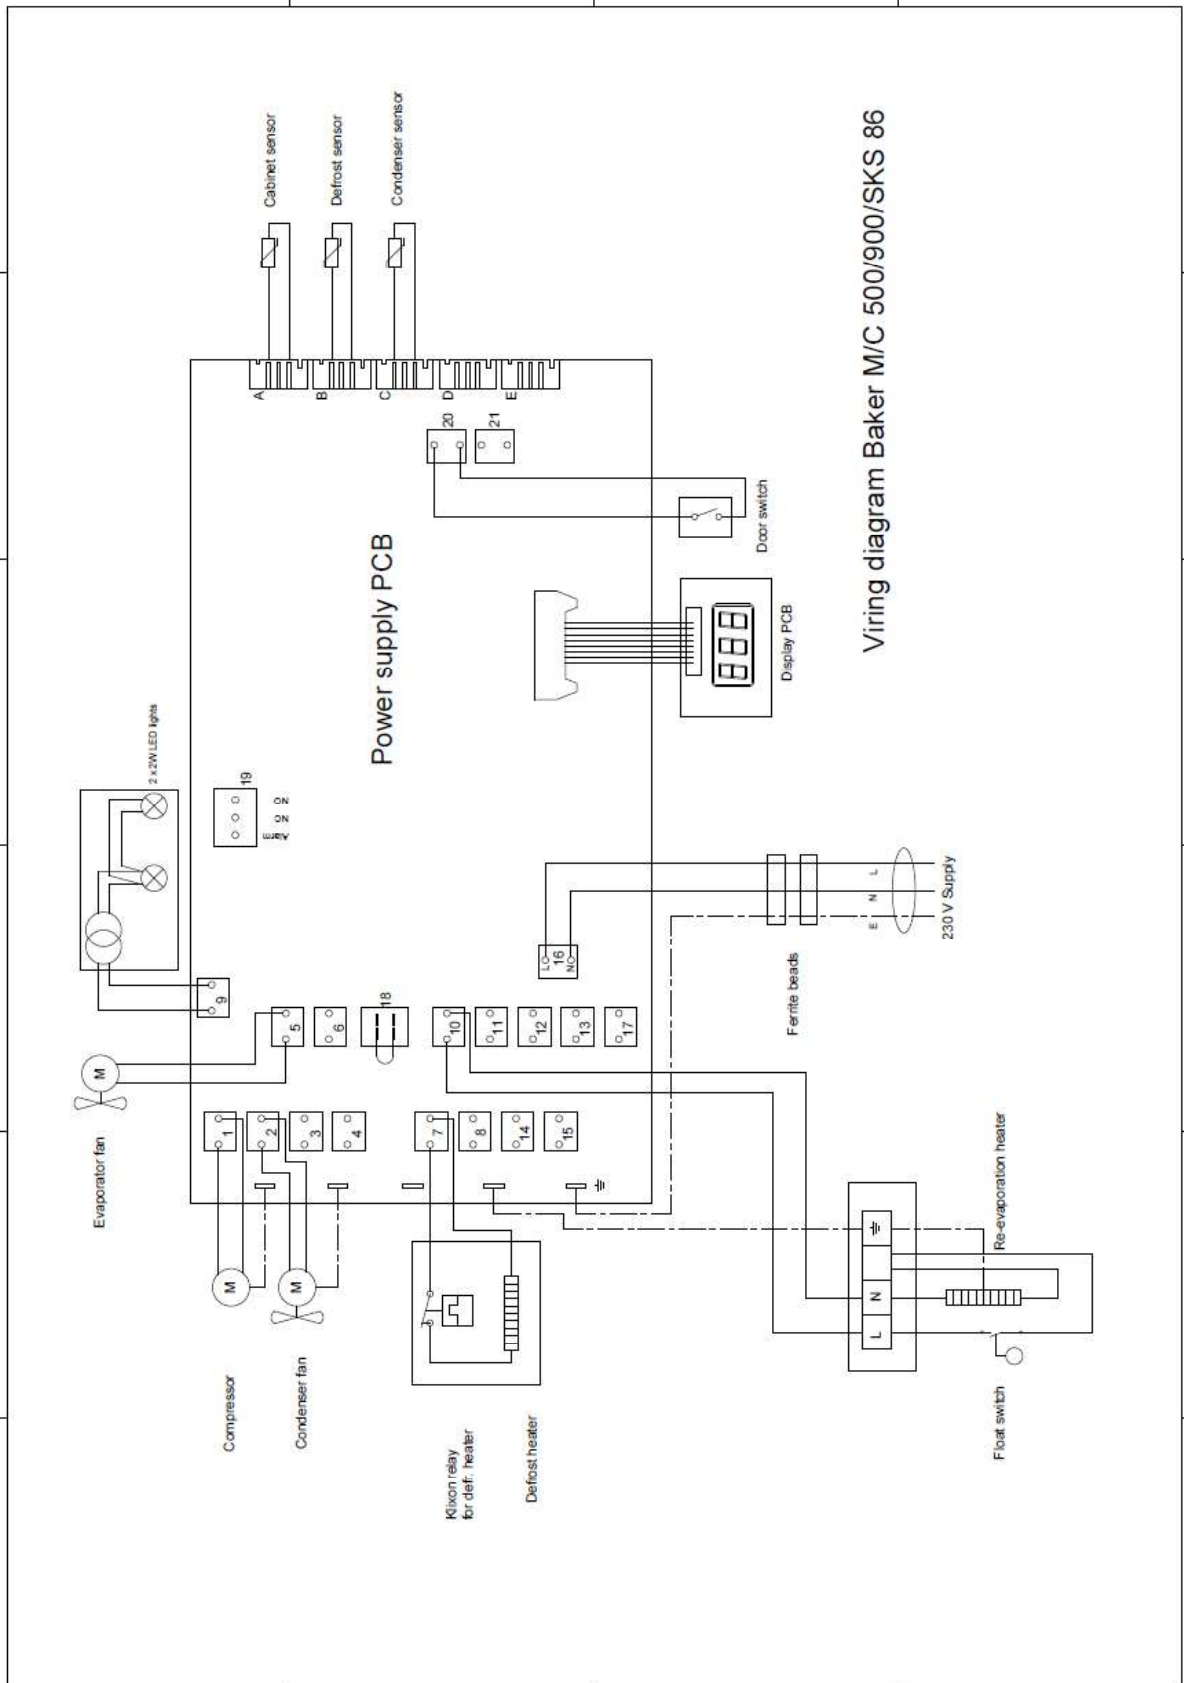 Cabinet sensor
Defrost sensor
Condenser sensor
A
B
C
D
E
20
21
Door switch
Viring diagram Baker M/C 500/900/SKS 86
Power supply PCB
Display PCB
2 x 2W LED lights
19
NO
NC
Alarm
L
N
E
230 V Supply
Ferrite beads
L
N
16
9
5
6
18
10
11
12
13
17
M
Evaporator fan
1
2
3
4
7
8
14
15
M
Compressor
M
Condenser fan
Klixon relay
for defr. heater
Defrost heater
Re-evaporation heater
N
L
Float switch